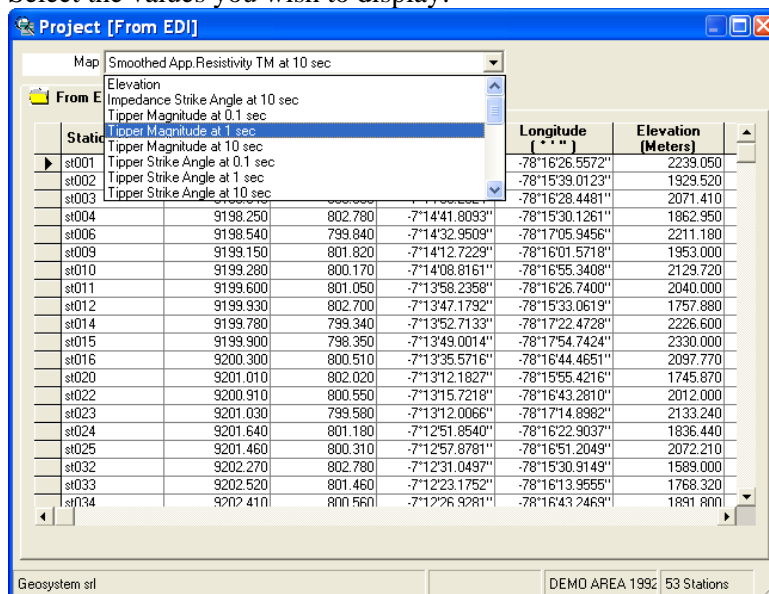 Select the values you wish to display.
Project [From EDI]
Map Smoothed App.Resistivity TM at 10 sec
Elevation
Impedance Strike Angle at 10 sec
Tipper Magnitude at 0.1 sec
Tipper Magnitude at 1 sec
Tipper Magnitude at 10 sec
Tipper Strike Angle at 0.1 sec
Tipper Strike Angle at 1 sec
Tipper Strike Angle at 10 sec
From E
Static Longitude Elevation
( ° ' " ) (Meters)
st001 -78°16'26.5572'' 2239.050
st002 -78°15'39.0123'' 1929.520
st003 -78°16'28.4481'' 2071.410
st004 9198.250 802.780 -7°14'41.8093'' -78°15'30.1261'' 1862.950
st006 9198.540 799.840 -7°14'32.9509'' -78°17'05.9456'' 2211.180
st009 9199.150 801.820 -7°14'12.7229'' -78°16'01.5718'' 1953.000
st010 9199.280 800.170 -7°14'08.8161'' -78°16'55.3408'' 2129.720
st011 9199.600 801.050 -7°13'58.2358'' -78°16'26.7400'' 2040.000
st012 9199.930 802.700 -7°13'47.1792'' -78°15'33.0619'' 1757.880
st014 9199.780 799.340 -7°13'52.7133'' -78°17'22.4728'' 2226.600
st015 9199.900 798.350 -7°13'49.0014'' -78°17'54.7424'' 2330.000
st016 9200.300 800.510 -7°13'35.5716'' -78°16'44.4651'' 2097.770
st020 9201.010 802.020 -7°13'12.1827'' -78°15'55.4216'' 1745.870
st022 9200.910 800.550 -7°13'15.7218'' -78°16'43.2810'' 2012.000
st023 9201.030 799.580 -7°13'12.0066'' -78°17'14.8982'' 2133.240
st024 9201.640 801.180 -7°12'51.8540'' -78°16'22.9037'' 1836.440
st025 9201.460 800.310 -7°12'57.8781'' -78°16'51.2049'' 2072.210
st032 9202.270 802.780 -7°12'31.0497'' -78°15'30.9149'' 1589.000
st033 9202.520 801.460 -7°12'23.1752'' -78°16'13.9555'' 1768.320
st034 9202.410 800.560 -7°12'26.9281'' -78°16'43.2469'' 1891.800
Geosystem srl DEMO AREA 1992 53 Stations